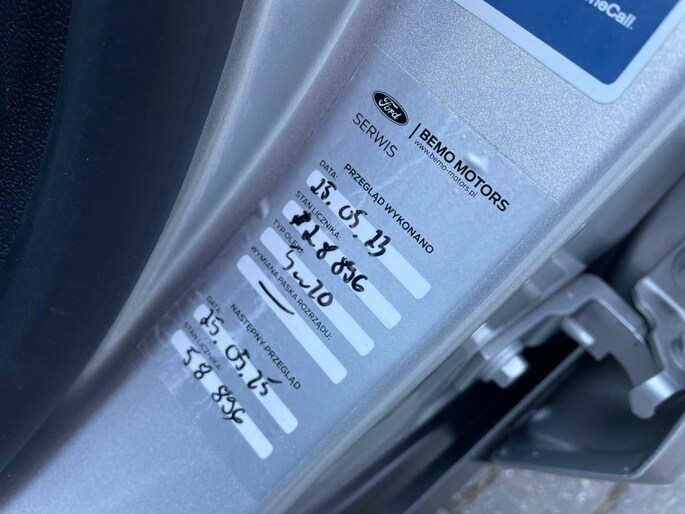 neCall.
Ford
SERWIS
BEMO MOTORS
www.bemo-motors.pl
PRZEGLĄD WYKONANO
DATA:
25.05.23
STAN LICZNIKA:
28 896
TYP OLEJU:
5w20
WYMIANA PASKA ROZRZĄDU:
—
NASTĘPNY PRZEGLĄD
DATA:
25.05.25
STAN LICZNIKA:
58 896